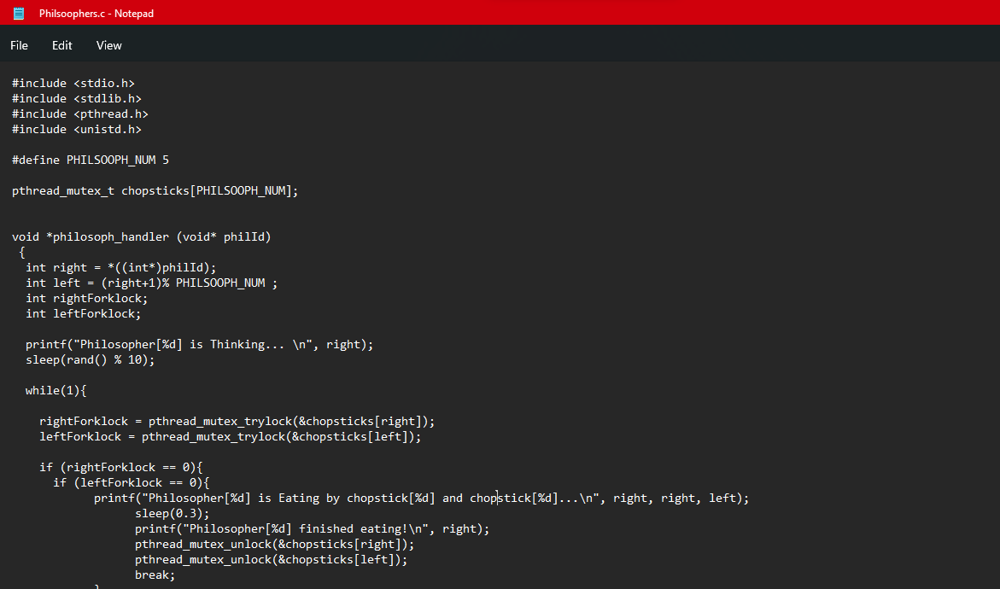 Philsoophers.c - Notepad
File Edit View
#include <stdio.h>
#include <stdlib.h>
#include <pthread.h>
#include <unistd.h>
#define PHILSOOPH_NUM 5
pthread_mutex_t chopsticks[PHILSOOPH_NUM];
void *philosoph_handler (void* philId)
{
int right = *((int*)philId);
int left = (right+1)% PHILSOOPH_NUM ;
int rightForklock;
int leftForklock;
printf("Philosopher[%d] is Thinking... \n", right);
sleep(rand() % 10);
while(1){
rightForklock = pthread_mutex_trylock(&chopsticks[right]);
leftForklock = pthread_mutex_trylock(&chopsticks[left]);
if (rightForklock == 0){
if (leftForklock == 0){
printf("Philosopher[%d] is Eating by chopstick[%d] and chopstick[%d]...\n", right, right, left);
sleep(0.3);
printf("Philosopher[%d] finished eating!\n", right);
pthread_mutex_unlock(&chopsticks[right]);
pthread_mutex_unlock(&chopsticks[left]);
break;
}